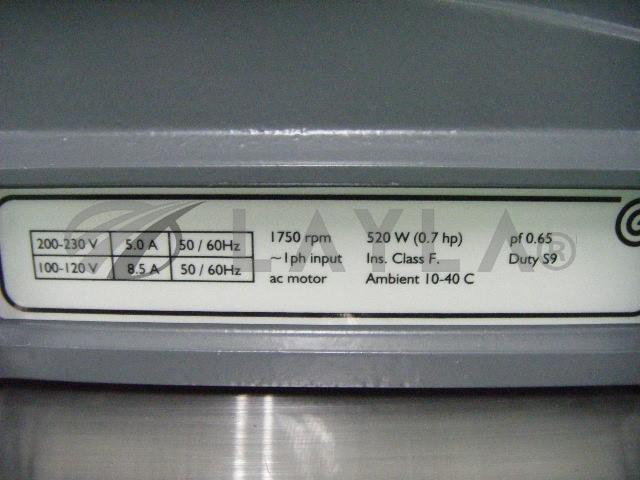 200-230 V 5.0 A 50 / 60Hz
100-120 V 8.5 A 50 / 60Hz
1750 rpm
~1ph input
ac motor
520 W (0.7 hp)
Ins. Class F.
Ambient 10-40 C
pf 0.65
Duty S9
LAYLA®